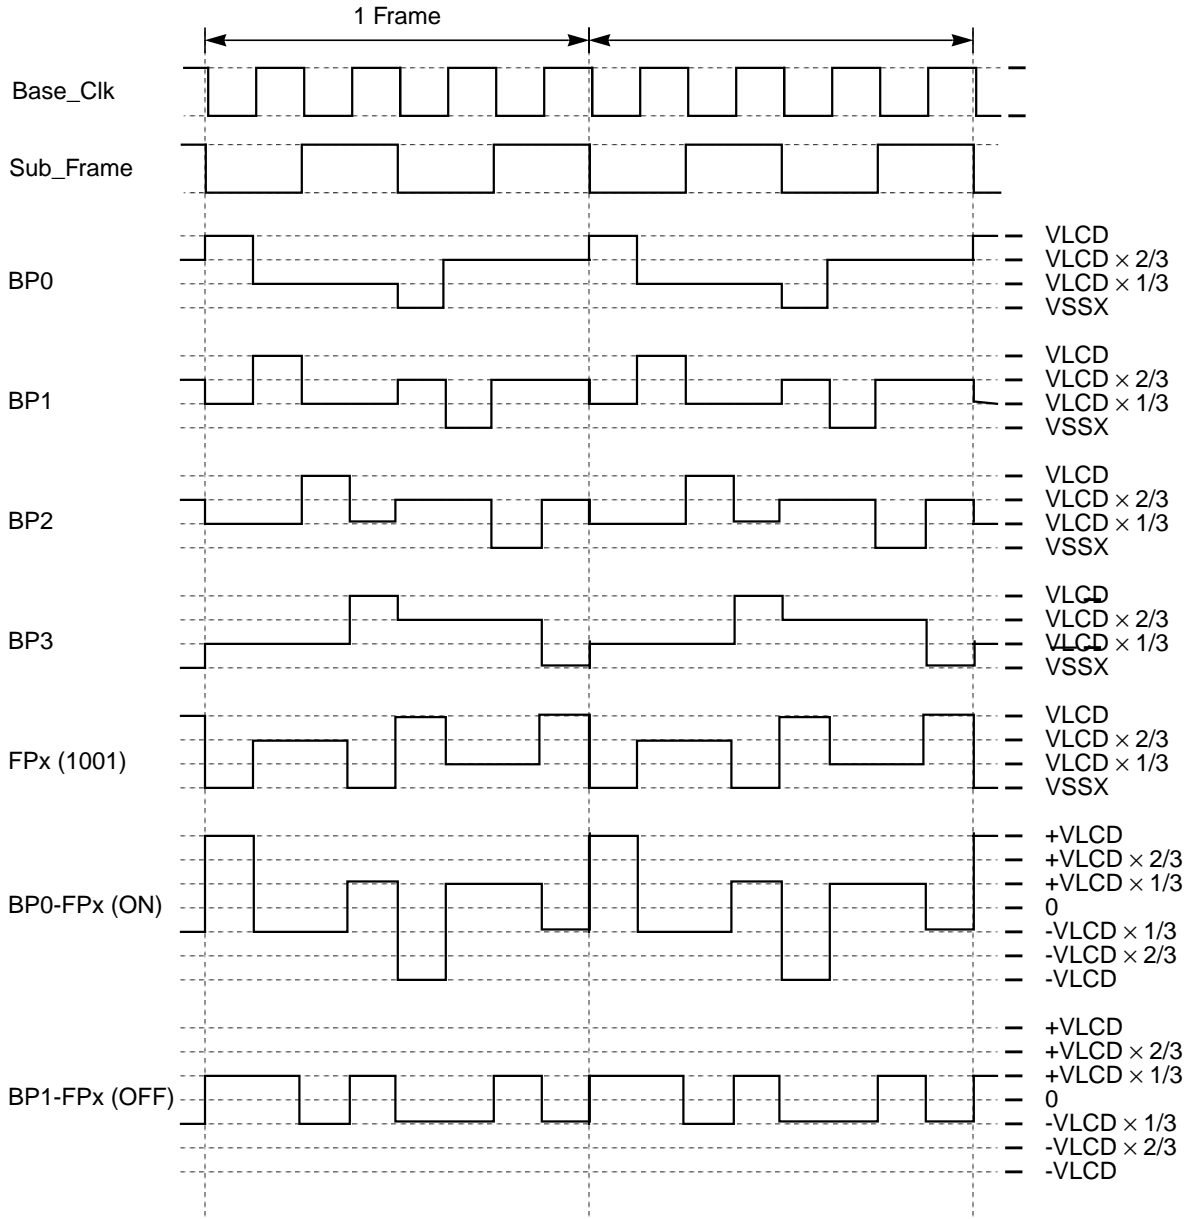 1 Frame
Base_Clk
Sub_Frame
BP0
VLCD
VLCD × 2/3
VLCD × 1/3
VSSX
BP1
VLCD
VLCD × 2/3
VLCD × 1/3
VSSX
BP2
VLCD
VLCD × 2/3
VLCD × 1/3
VSSX
BP3
VLCD
VLCD × 2/3
VLCD × 1/3
VSSX
FPx (1001)
VLCD
VLCD × 2/3
VLCD × 1/3
VSSX
BP0-FPx (ON)
+VLCD
+VLCD × 2/3
+VLCD × 1/3
0
-VLCD × 1/3
-VLCD × 2/3
-VLCD
BP1-FPx (OFF)
+VLCD
+VLCD × 2/3
+VLCD × 1/3
0
-VLCD × 1/3
-VLCD × 2/3
-VLCD